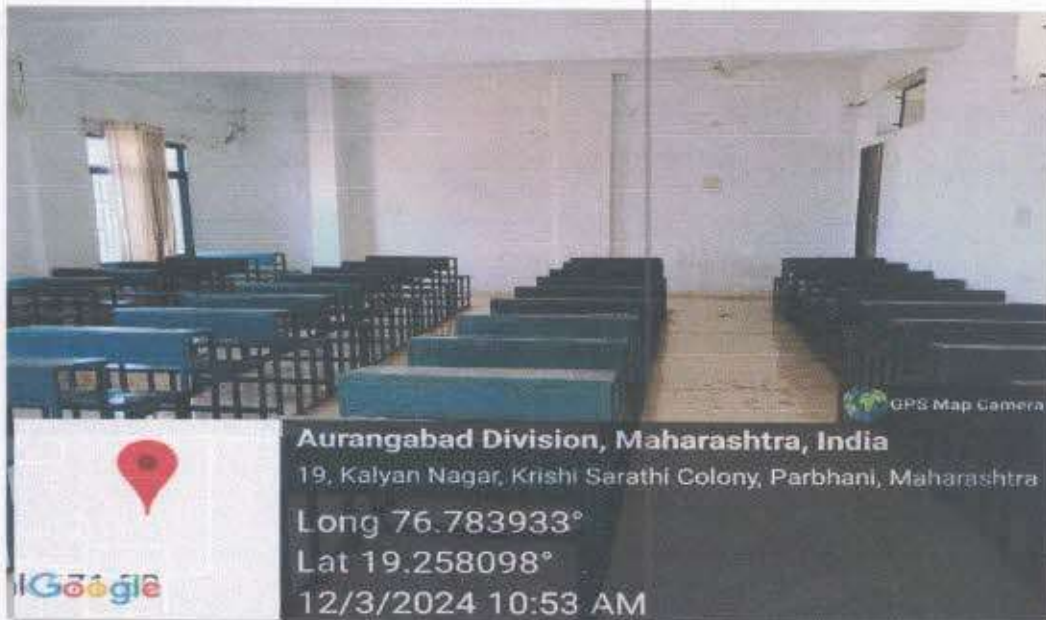 GPS Map Camera
Aurangabad Division, Maharashtra, India
19, Kalyan Nagar, Krishi Sarathi Colony, Parbhani, Maharashtra
Long 76.783933°
Lat 19.258098°
12/3/2024 10:53 AM
Google